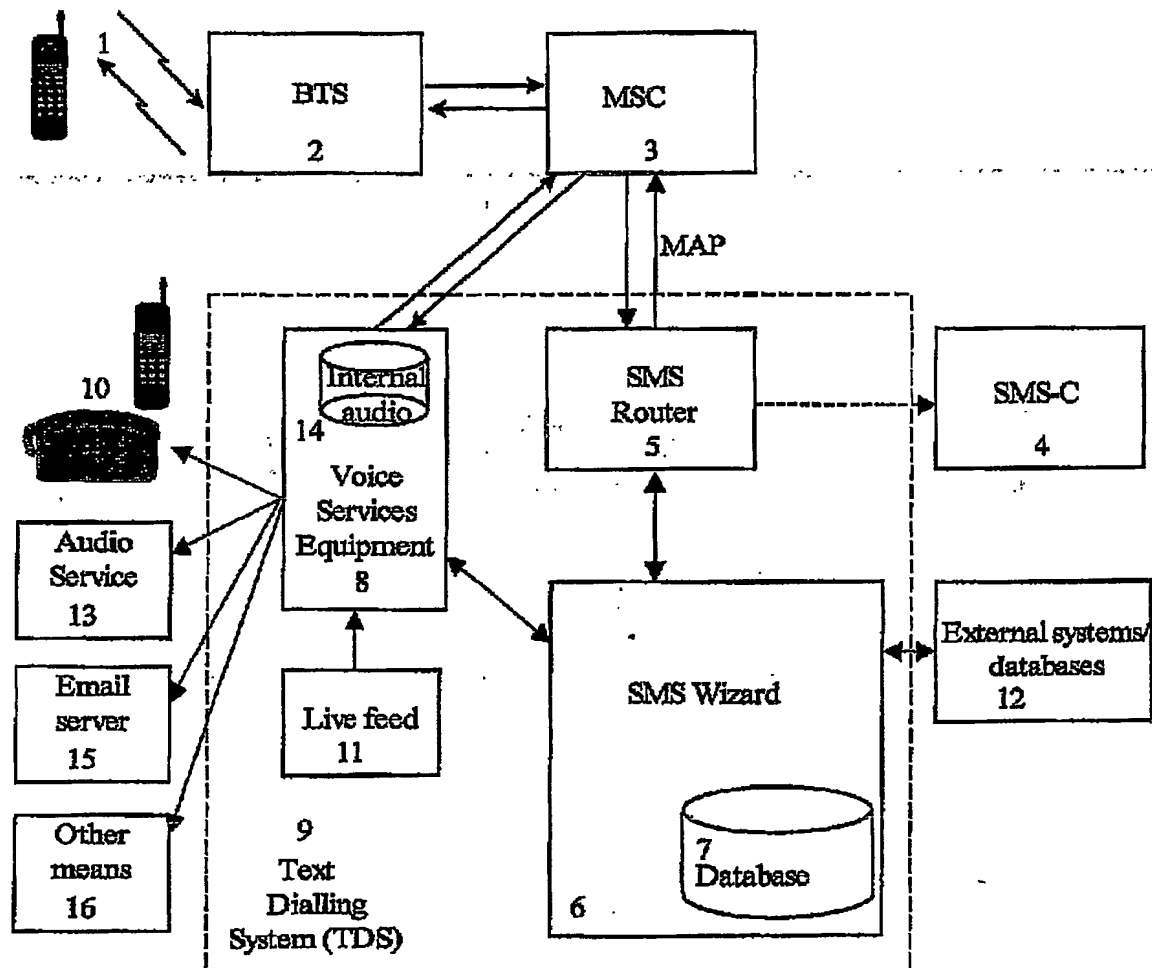 1
BTS
2
MSC
3
MAP
10
Internal
audio
14
Voice
Services
Equipment
8
SMS
Router
5
SMS-C
4
Audio
Service
13
Email
server
15
Other
means
16
Live feed
11
SMS Wizard
7
Database
6
External systems/
databases
12
9
Text
Dialling
System (TDS)